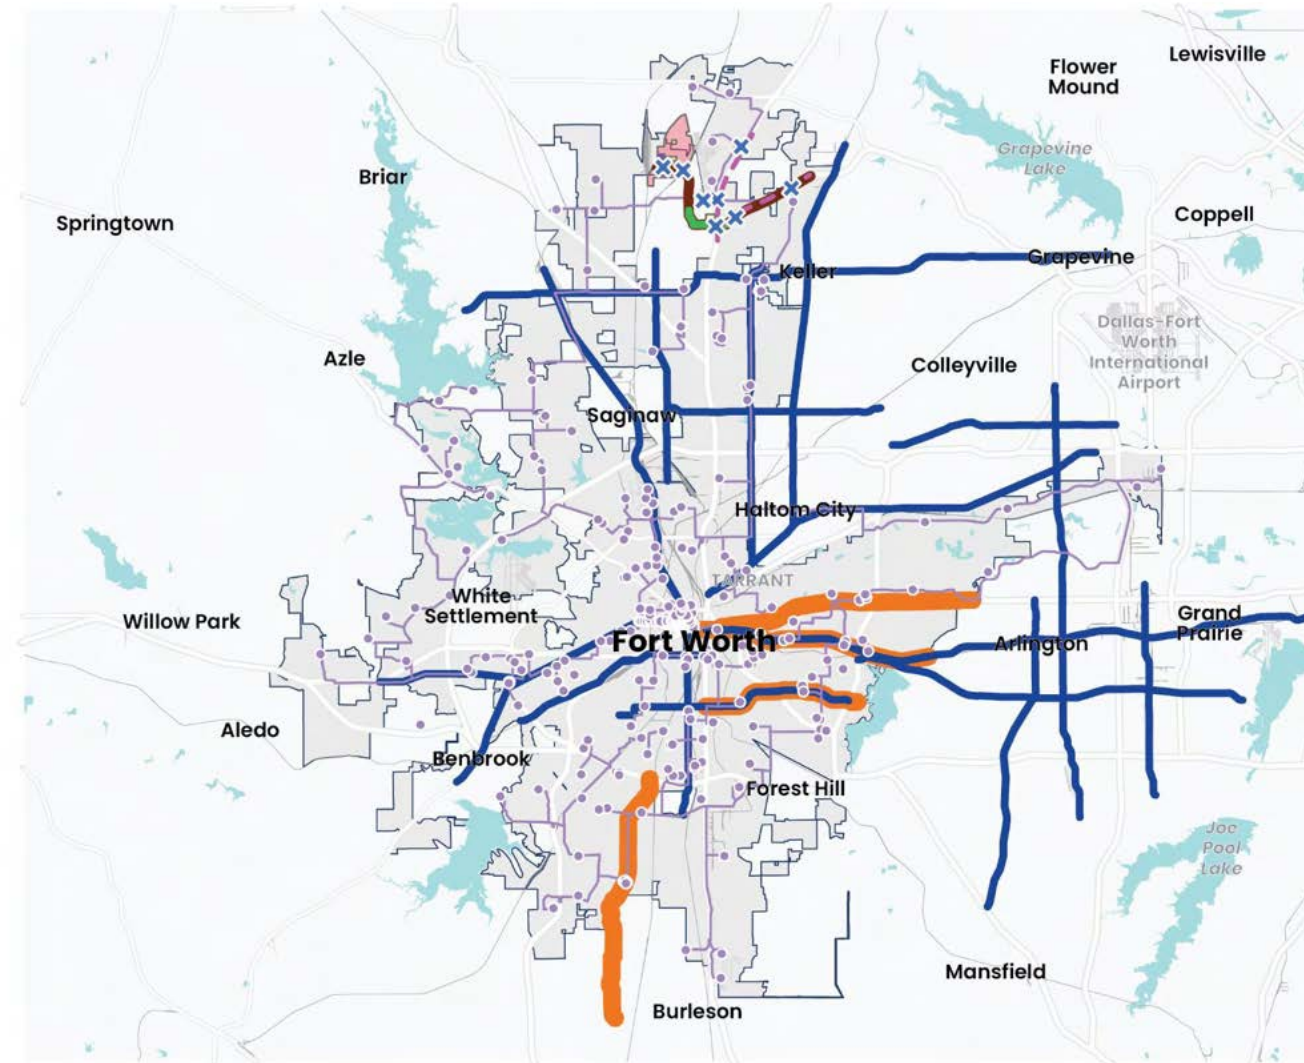 Lewisville
Flower
Mound
Grapevine
Lake
Briar
Springtown
Coppell
Keller
Grapevine
Dallas-Fort
Worth
International
Airport
Azle
Colleyville
Saginaw
Haltom City
TARRANT
White
Settlement
Willow Park
Grand
Prairie
Fort Worth
Arlington
Aledo
Benbrook
Forest Hill
Joe
Pool
Lake
Mansfield
Burleson